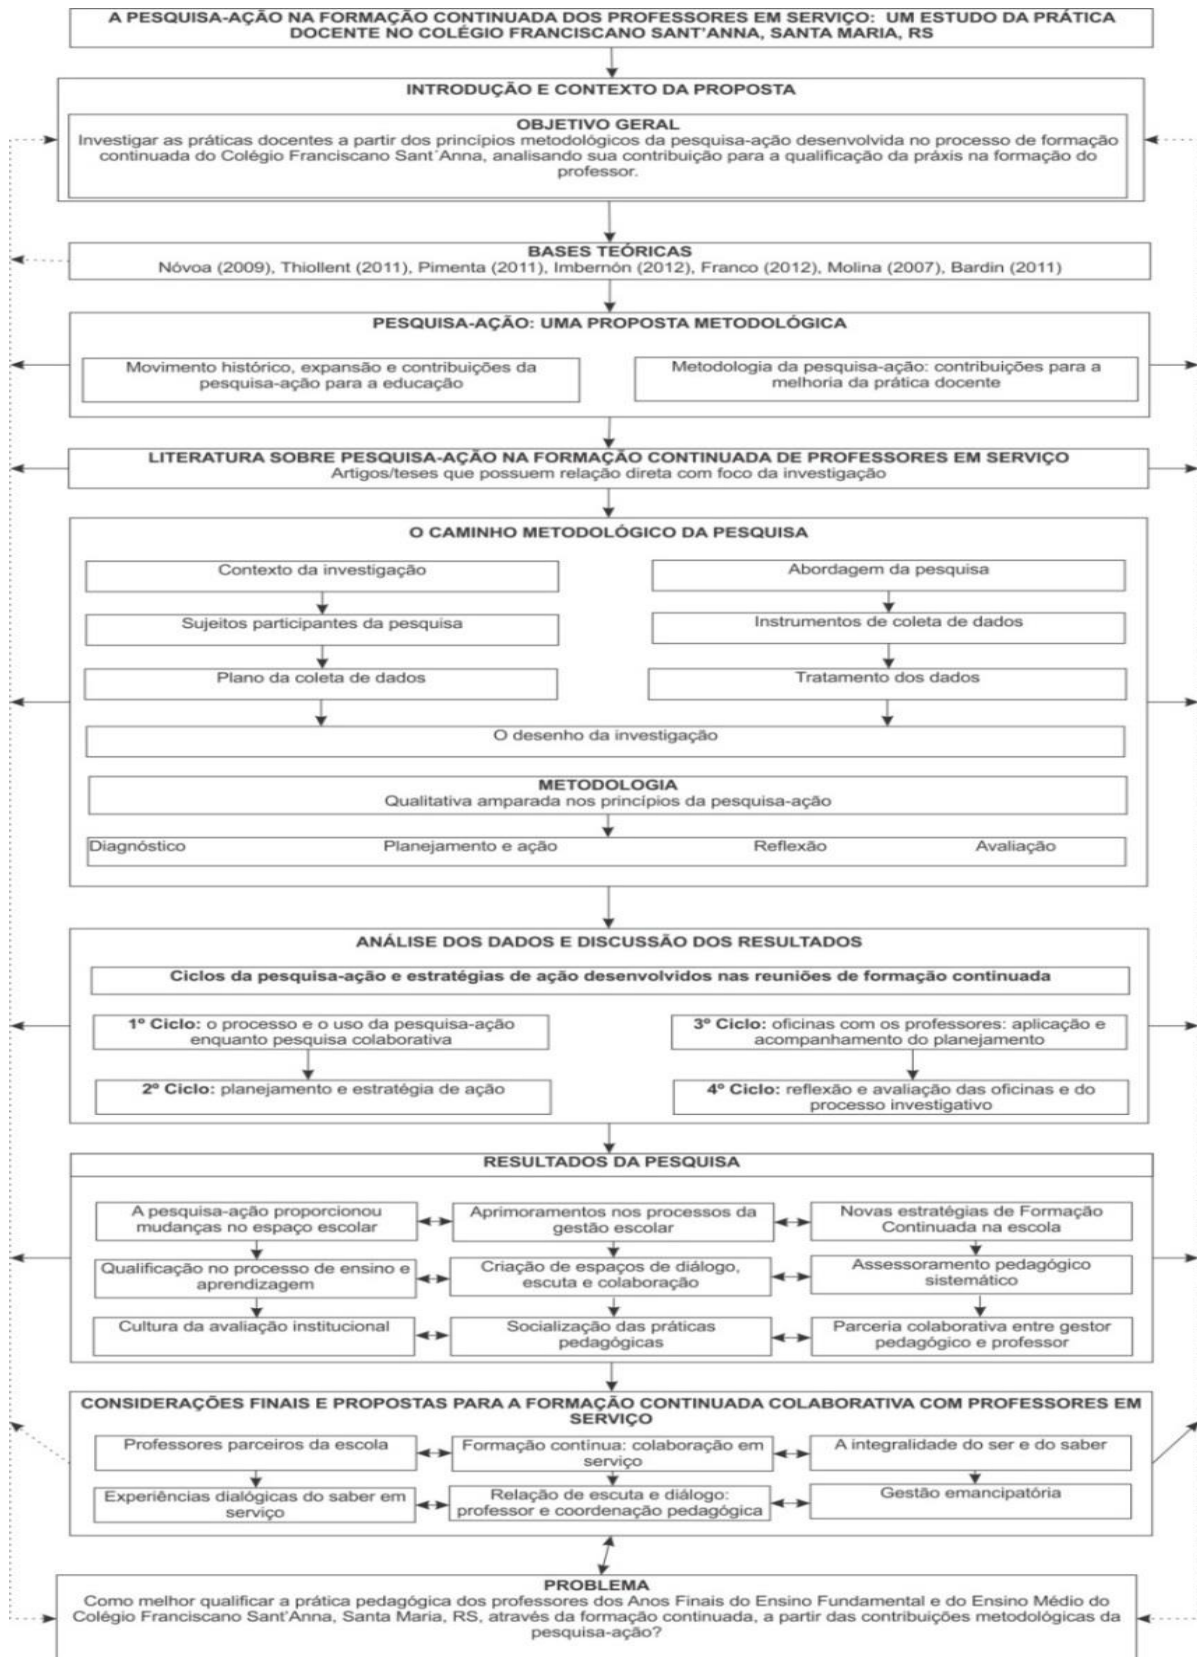 A PESQUISA-AÇÃO NA FORMAÇÃO CONTINUADA DOS PROFESSORES EM SERVIÇO: UM ESTUDO DA PRÁTICA
DOCENTE NO COLÉGIO FRANCISCANO SANT'ANNA, SANTA MARIA, RS
INTRODUÇÃO E CONTEXTO DA PROPOSTA
OBJETIVO GERAL
Investigar as práticas docentes a partir dos princípios metodológicos da pesquisa-ação desenvolvida no processo de formação
continuada do Colégio Franciscano Sant´Anna, analisando sua contribuição para a qualificação da práxis na formação do
professor.
BASES TEÓRICAS
Nóvoa (2009), Thiollent (2011), Pimenta (2011), Imbernón (2012), Franco (2012), Molina (2007), Bardin (2011)
PESQUISA-AÇÃO: UMA PROPOSTA METODOLÓGICA
Movimento histórico, expansão e contribuições da
pesquisa-ação para a educação
Metodologia da pesquisa-ação: contribuições para a
melhoria da prática docente
LITERATURA SOBRE PESQUISA-AÇÃO NA FORMAÇÃO CONTINUADA DE PROFESSORES EM SERVIÇO
Artigos/teses que possuem relação direta com foco da investigação
O CAMINHO METODOLÓGICO DA PESQUISA
Contexto da investigação
Sujeitos participantes da pesquisa
Plano da coleta de dados
Abordagem da pesquisa
Instrumentos de coleta de dados
Tratamento dos dados
O desenho da investigação
METODOLOGIA
Qualitativa amparada nos princípios da pesquisa-ação
Diagnóstico Planejamento e ação Reflexão Avaliação
ANÁLISE DOS DADOS E DISCUSSÃO DOS RESULTADOS
Ciclos da pesquisa-ação e estratégias de ação desenvolvidos nas reuniões de formação continuada
1º Ciclo: o processo e o uso da pesquisa-ação
enquanto pesquisa colaborativa
2º Ciclo: planejamento e estratégia de ação
3º Ciclo: oficinas com os professores: aplicação e
acompanhamento do planejamento
4º Ciclo: reflexão e avaliação das oficinas e do
processo investigativo
RESULTADOS DA PESQUISA
A pesquisa-ação proporcionou
mudanças no espaço escolar
Aprimoramentos nos processos da
gestão escolar
Novas estratégias de Formação
Continuada na escola
Qualificação no processo de ensino e
aprendizagem
Criação de espaços de diálogo,
escuta e colaboração
Assessoramento pedagógico
sistemático
Cultura da avaliação institucional
Socialização das práticas
pedagógicas
Parceria colaborativa entre gestor
pedagógico e professor
CONSIDERAÇÕES FINAIS E PROPOSTAS PARA A FORMAÇÃO CONTINUADA COLABORATIVA COM PROFESSORES EM
SERVIÇO
Professores parceiros da escola
Formação contínua: colaboração em
serviço
A integralidade do ser e do saber
Experiências dialógicas do saber em
serviço
Relação de escuta e diálogo:
professor e coordenação pedagógica
Gestão emancipatória
PROBLEMA
Como melhor qualificar a prática pedagógica dos professores dos Anos Finais do Ensino Fundamental e do Ensino Médio do
Colégio Franciscano Sant'Anna, Santa Maria, RS, através da formação continuada, a partir das contribuições metodológicas da
pesquisa-ação?